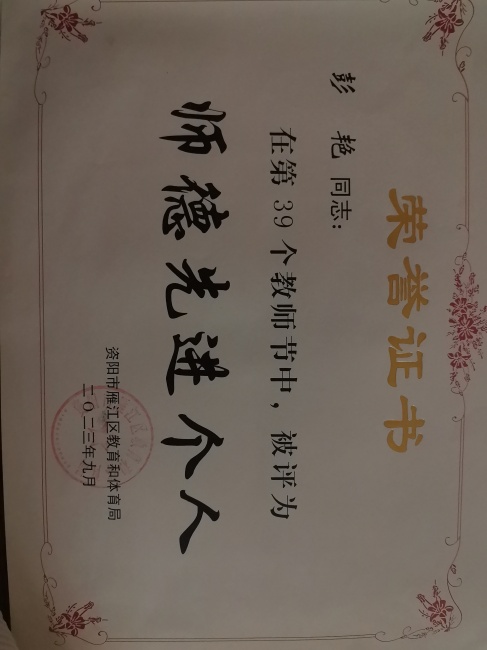 荣誉证书
彭 艳 同志:
在第 39 个教师节中，被评为
师德先进个人
资阳市雁江区教育和体育局
二〇二三年九月